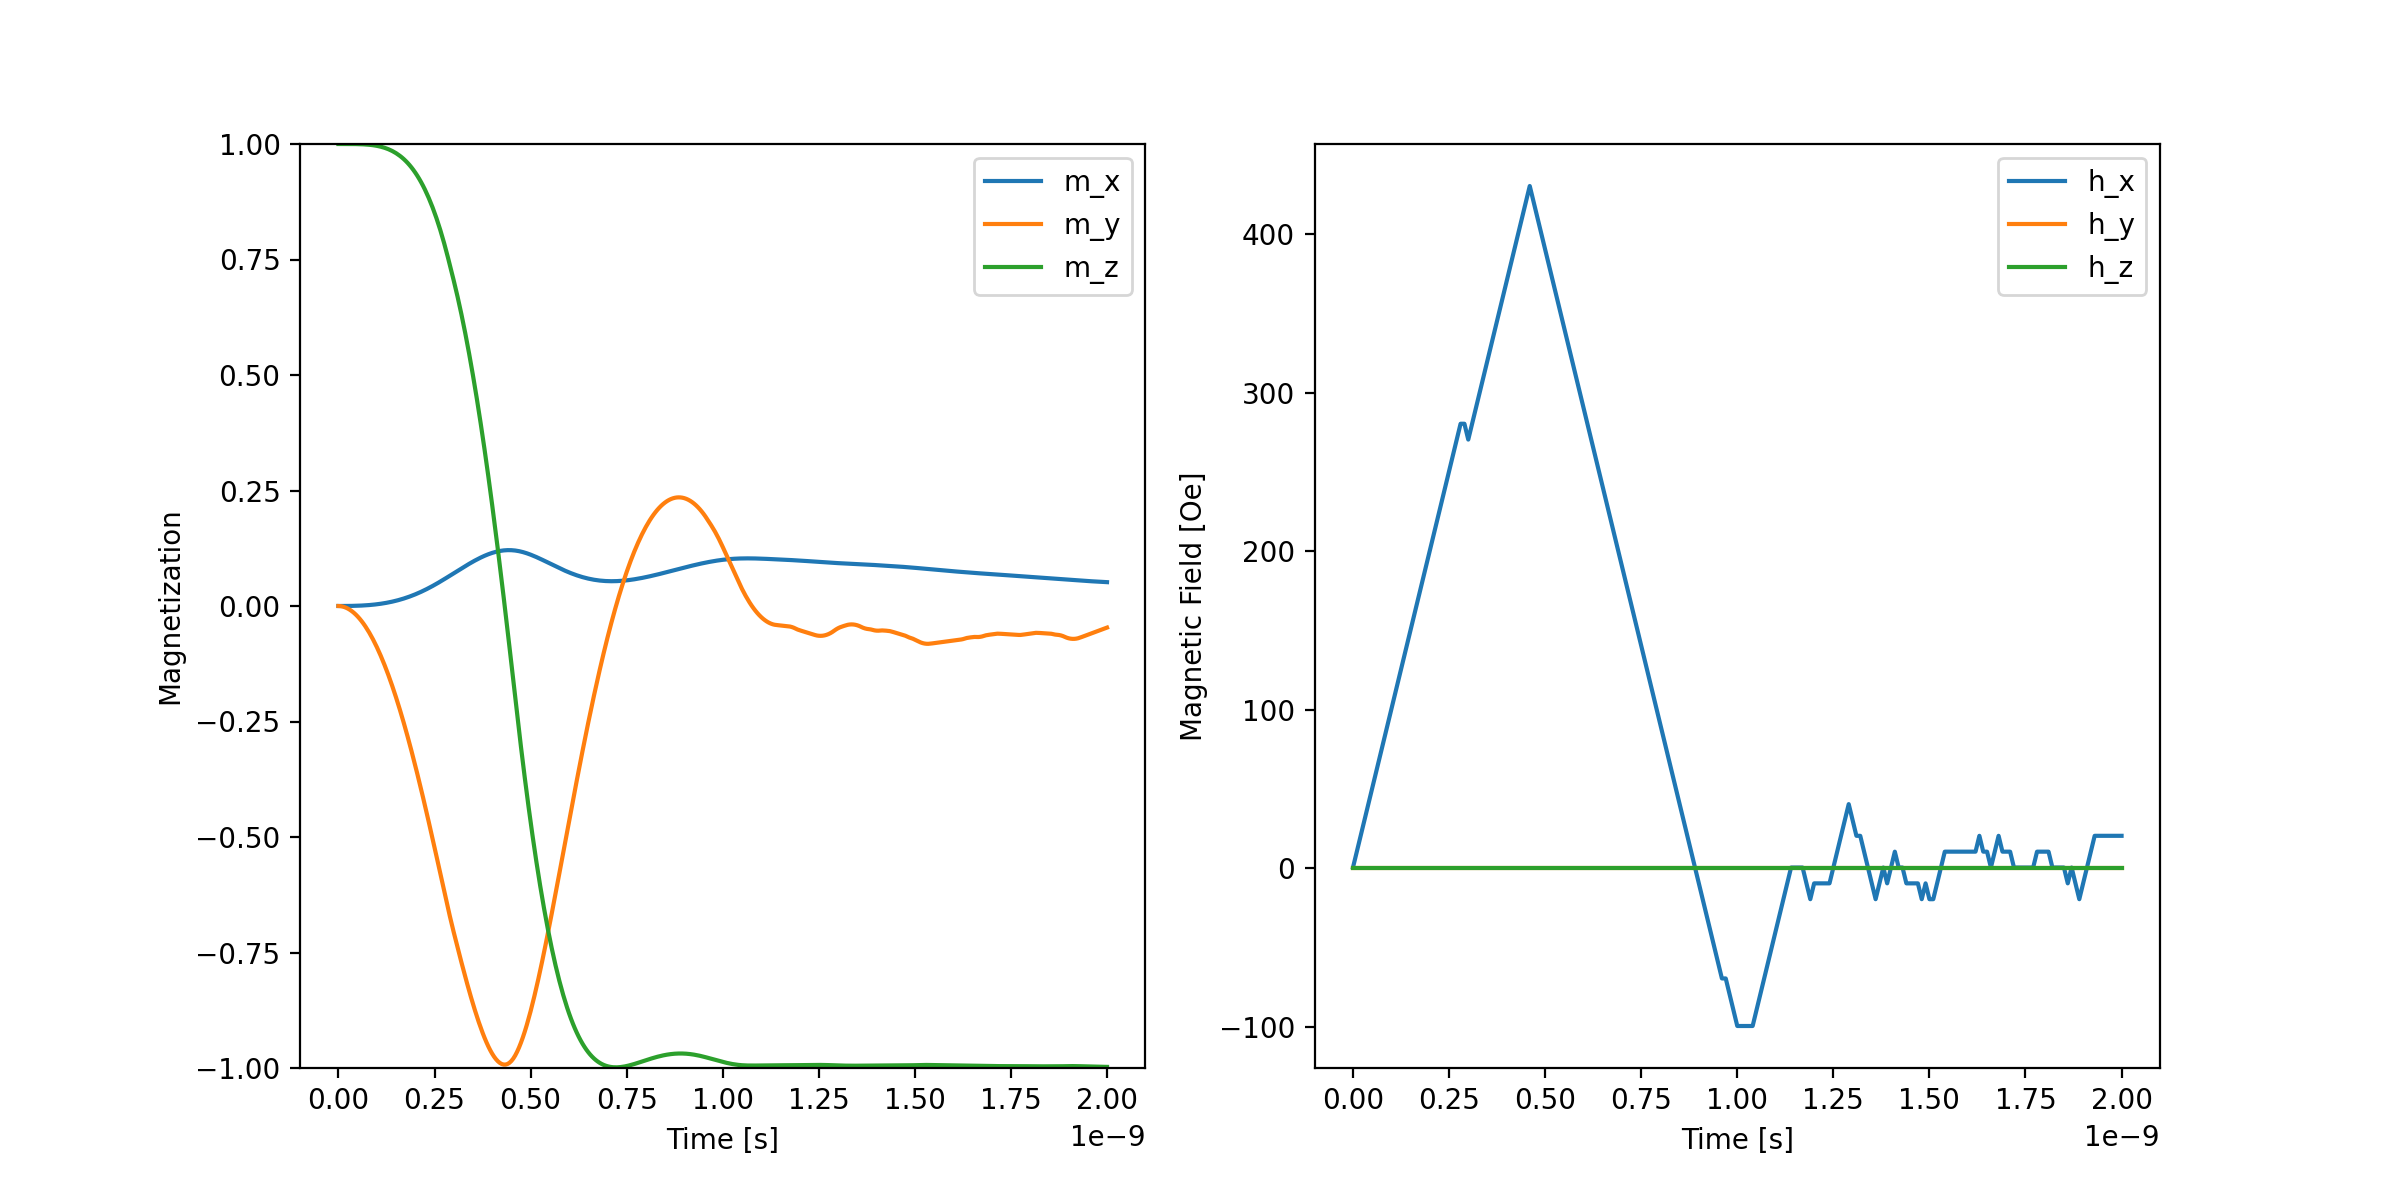 Magnetization
1.00
0.75
0.50
0.25
0.00
−0.25
−0.50
−0.75
−1.00
m_x
m_y
m_z
0.00 0.25 0.50 0.75 1.00 1.25 1.50 1.75 2.00
Time [s]
1e−9
Magnetic Field [Oe]
400
300
200
100
0
−100
h_x
h_y
h_z
0.00 0.25 0.50 0.75 1.00 1.25 1.50 1.75 2.00
Time [s]
1e−9